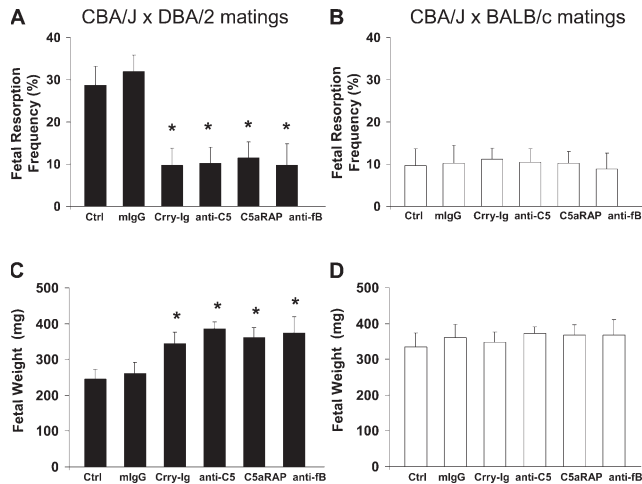 A CBA/J x DBA/2 matings
Fetal Resorption
Frequency (%)
40
30
20
10
0
* * * *
Ctrl mIgG Crry-Ig anti-C5 C5aRAP anti-fB
B CBA/J x BALB/c matings
Fetal Resorption
Frequency (%)
40
30
20
10
0
Ctrl mIgG Crry-Ig anti-C5 C5aRAP anti-fB
C
Fetal Weight (mg)
500
400
300
200
100
0
* * * *
Ctrl mIgG Crry-Ig anti-C5 C5aRAP anti-fB
D
Fetal Weight (mg)
500
400
300
200
100
0
Ctrl mIgG Crry-Ig anti-C5 C5aRAP anti-fB